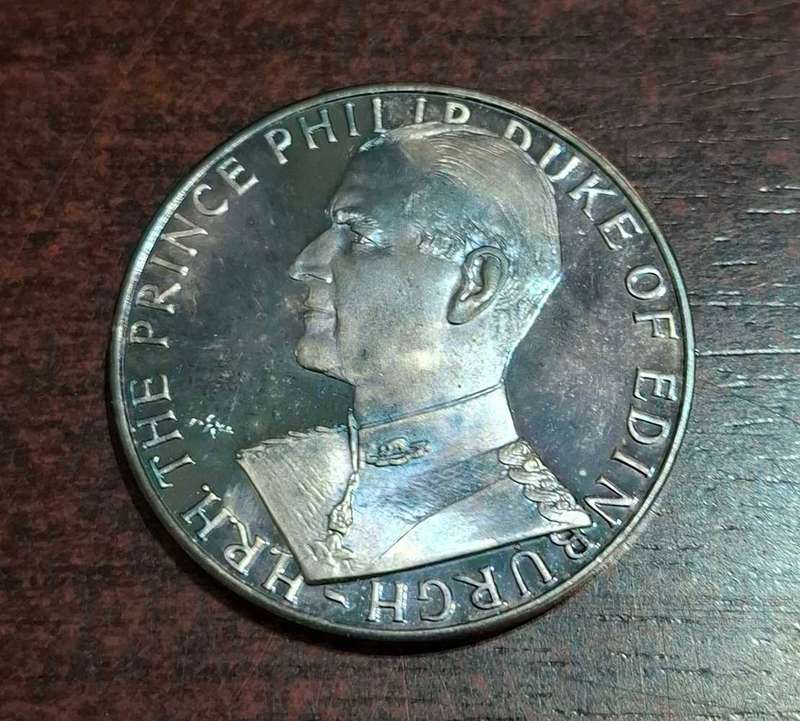 H.R.H. THE PRINCE PHILIP DUKE OF EDINBURGH -